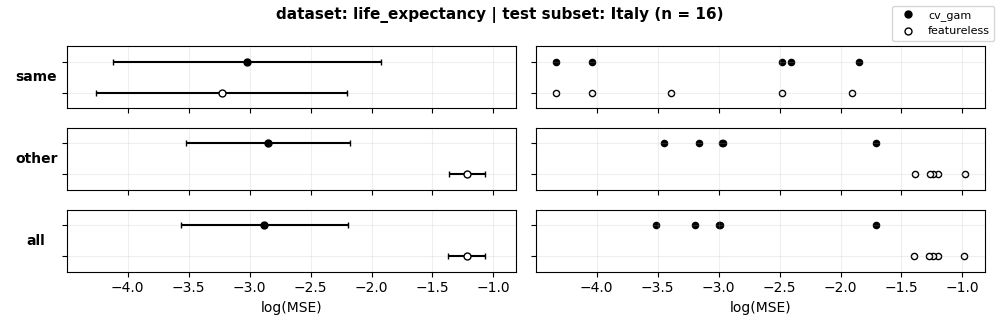 dataset: life_expectancy | test subset: Italy (n = 16)
cv_gam
featureless
same
other
all
−4.0 −3.5 −3.0 −2.5 −2.0 −1.5 −1.0
log(MSE)
−4.0 −3.5 −3.0 −2.5 −2.0 −1.5 −1.0
log(MSE)